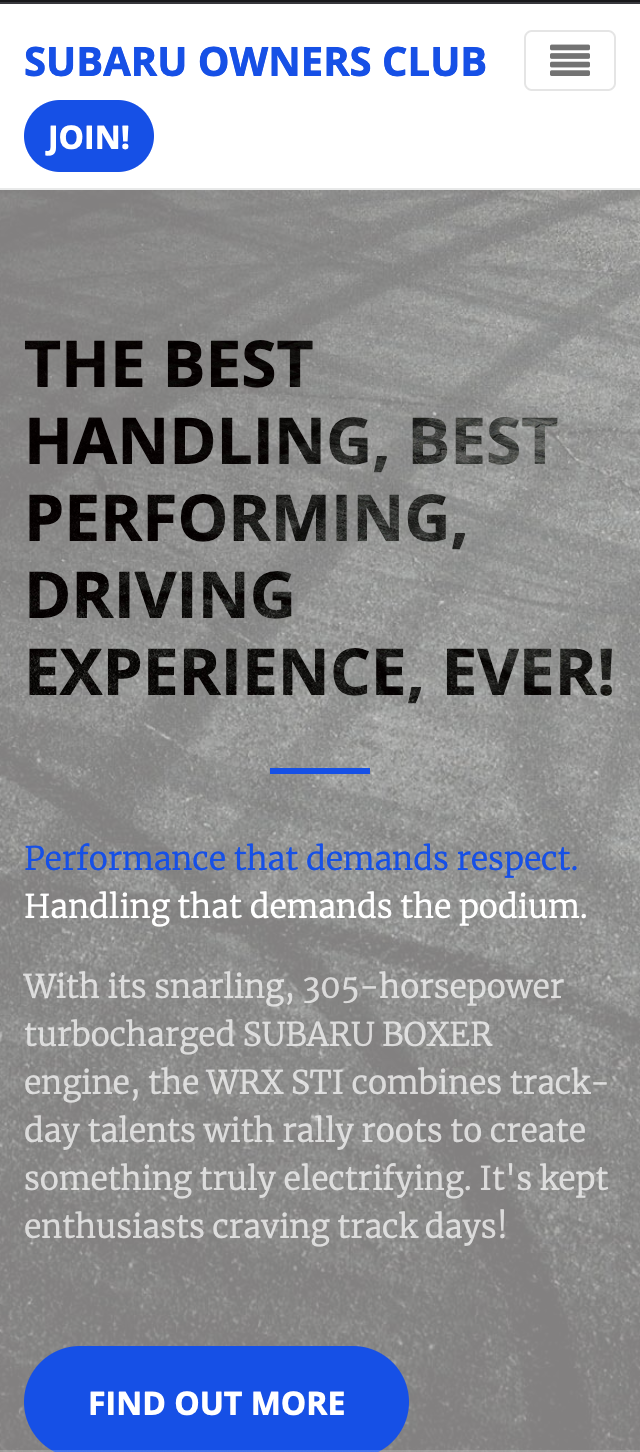 SUBARU OWNERS CLUB
JOIN!
THE BEST
HANDLING, BEST
PERFORMING,
DRIVING
EXPERIENCE, EVER!
Performance that demands respect.
Handling that demands the podium.
With its snarling, 305-horsepower
turbocharged SUBARU BOXER
engine, the WRX STI combines track-
day talents with rally roots to create
something truly electrifying. It's kept
enthusiasts craving track days!
FIND OUT MORE